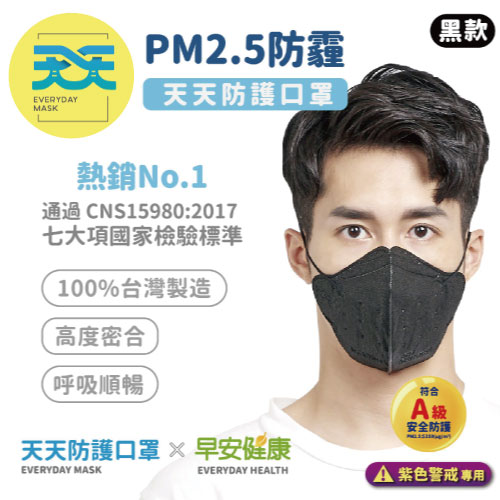 天天
EVERYDAY
MASK
PM2.5防霾
黑款
天天防護口罩
熱銷No.1
通過 CNS15980:2017
七大項國家檢驗標準
100%台灣製造
高度密合
呼吸順暢
符合
A級
安全防護
天天防護口罩 × 早安健康
EVERYDAY MASK EVERYDAY HEALTH
紫色警戒專用